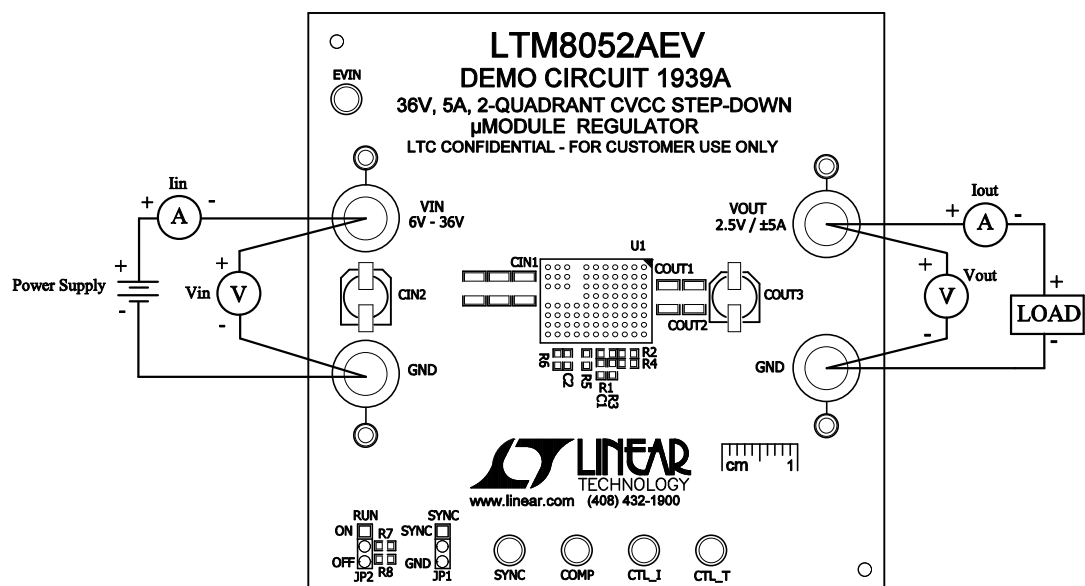 LTM8052AEV
DEMO CIRCUIT 1939A
36V, 5A, 2-QUADRANT CVCC STEP-DOWN
µMODULE REGULATOR
LTC CONFIDENTIAL - FOR CUSTOMER USE ONLY
EVIN
Iin
+ A -
VIN
6V - 36V
VOUT
2.5V / ±5A
Iout
+ A -
Power Supply
+
-
Vin
+
V
-
CIN1
CIN2
U1
COUT1
COUT2
COUT3
+
V
-
Vout
+
LOAD
-
GND
GND
R6
C2
R5
R2
R4
R1
C1
R3
LINEAR
TECHNOLOGY
www.linear.com (408) 432-1900
cm 1
RUN
ON
OFF
JP2
R7
R8
SYNC
SYNC
GND
JP1
SYNC
COMP
CTL_I
CTL_T